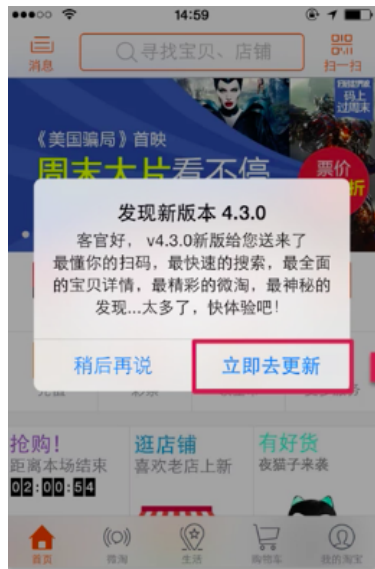 14:59
消息
寻找宝贝、店铺
扫一扫
码上
过周末
《美国骗局》首映
周末大片看不停
票价
折
发现新版本 4.3.0
客官好， v4.3.0新版给您送来了
最懂你的扫码，最快速的搜索，最全面
的宝贝详情，最精彩的微淘，最神秘的
发现...太多了，快体验吧！
稍后再说
立即去更新
抢购！
逛店铺
有好货
距离本场结束
喜欢老店上新
夜猫子来袭
02:00:54
首页
微淘
生活
购物车
我的淘宝